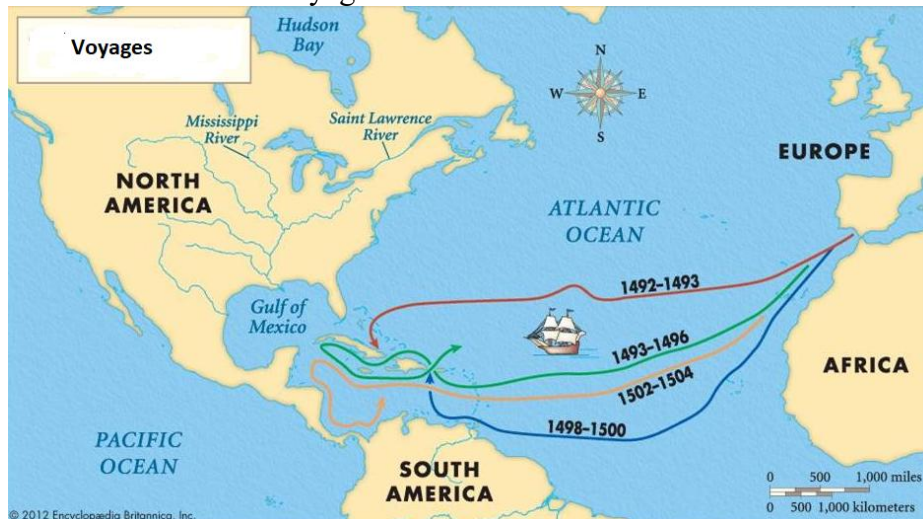 Voyages
Hudson
Bay
N
W
E
S
Mississippi
River
Saint Lawrence
River
NORTH
AMERICA
EUROPE
ATLANTIC
OCEAN
1492–1493
Gulf of
Mexico
1493–1496
1502–1504
AFRICA
1498–1500
PACIFIC
OCEAN
SOUTH
AMERICA
0 500 1,000 miles
0 500 1,000 kilometers
© 2012 Encyclopædia Britannica, Inc.